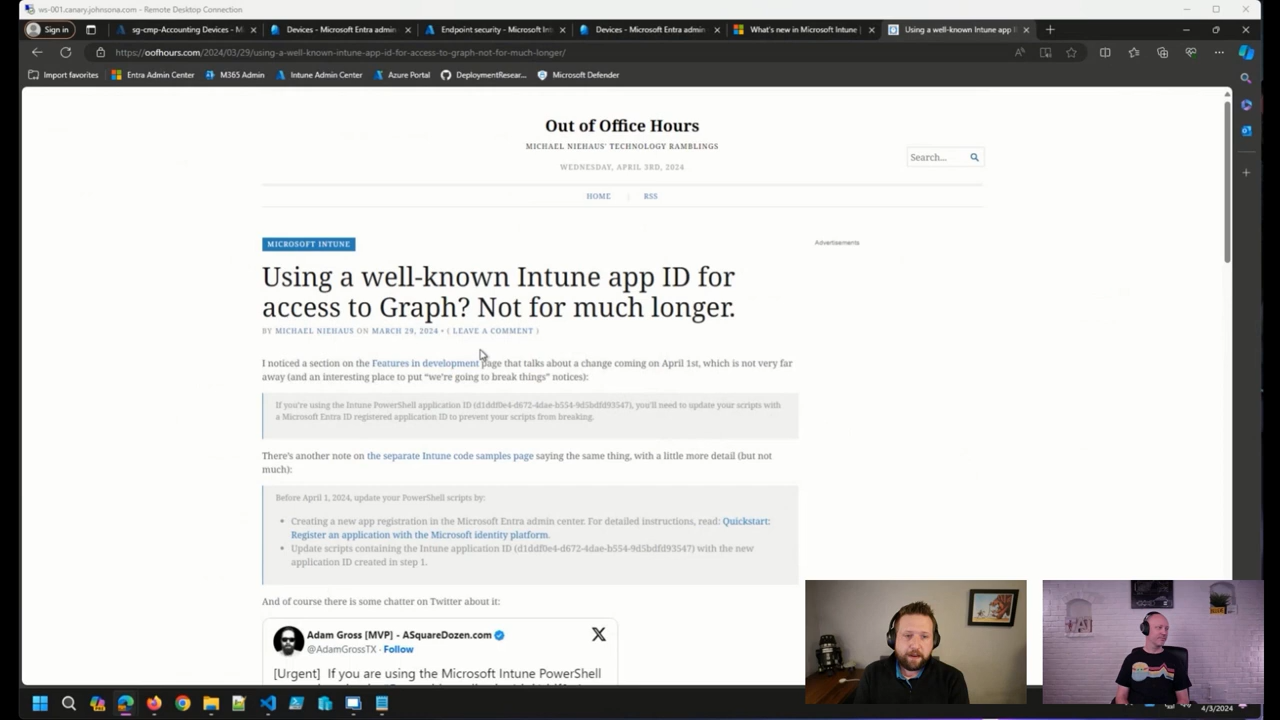 ws-001.canary.johnsona.com - Remote Desktop Connection
Sign in
sg-cmp-Accounting Devices - M
Devices - Microsoft Entra admin
Endpoint security - Microsoft Int
Devices - Microsoft Entra admin
What's new in Microsoft Intune |
Using a well-known Intune app I
https://oofhours.com/2024/03/29/using-a-well-known-intune-app-id-for-access-to-graph-not-for-much-longer/
Import favorites
Entra Admin Center
M365 Admin
Intune Admin Center
Azure Portal
DeploymentResear...
Microsoft Defender
Out of Office Hours
MICHAEL NIEHAUS' TECHNOLOGY RAMBLINGS
WEDNESDAY, APRIL 3RD, 2024
Search...
HOME
RSS
MICROSOFT INTUNE
Advertisements
Using a well-known Intune app ID for
access to Graph? Not for much longer.
BY MICHAEL NIEHAUS ON MARCH 29, 2024 • ( LEAVE A COMMENT )
I noticed a section on the Features in development page that talks about a change coming on April 1st, which is not very far
away (and an interesting place to put “we’re going to break things” notices):
If you're using the Intune PowerShell application ID (d1ddf0e4-d672-4dae-b554-9d5bdfd93547), you'll need to update your scripts with
a Microsoft Entra ID registered application ID to prevent your scripts from breaking.
There’s another note on the separate Intune code samples page saying the same thing, with a little more detail (but not
much):
Before April 1, 2024, update your PowerShell scripts by:
• Creating a new app registration in the Microsoft Entra admin center. For detailed instructions, read: Quickstart:
Register an application with the Microsoft identity platform.
• Update scripts containing the Intune application ID (d1ddf0e4-d672-4dae-b554-9d5bdfd93547) with the new
application ID created in step 1.
And of course there is some chatter on Twitter about it:
Adam Gross [MVP] - ASquareDozen.com
@AdamGrossTX · Follow
[Urgent] If you are using the Microsoft Intune PowerShell
4/3/2024